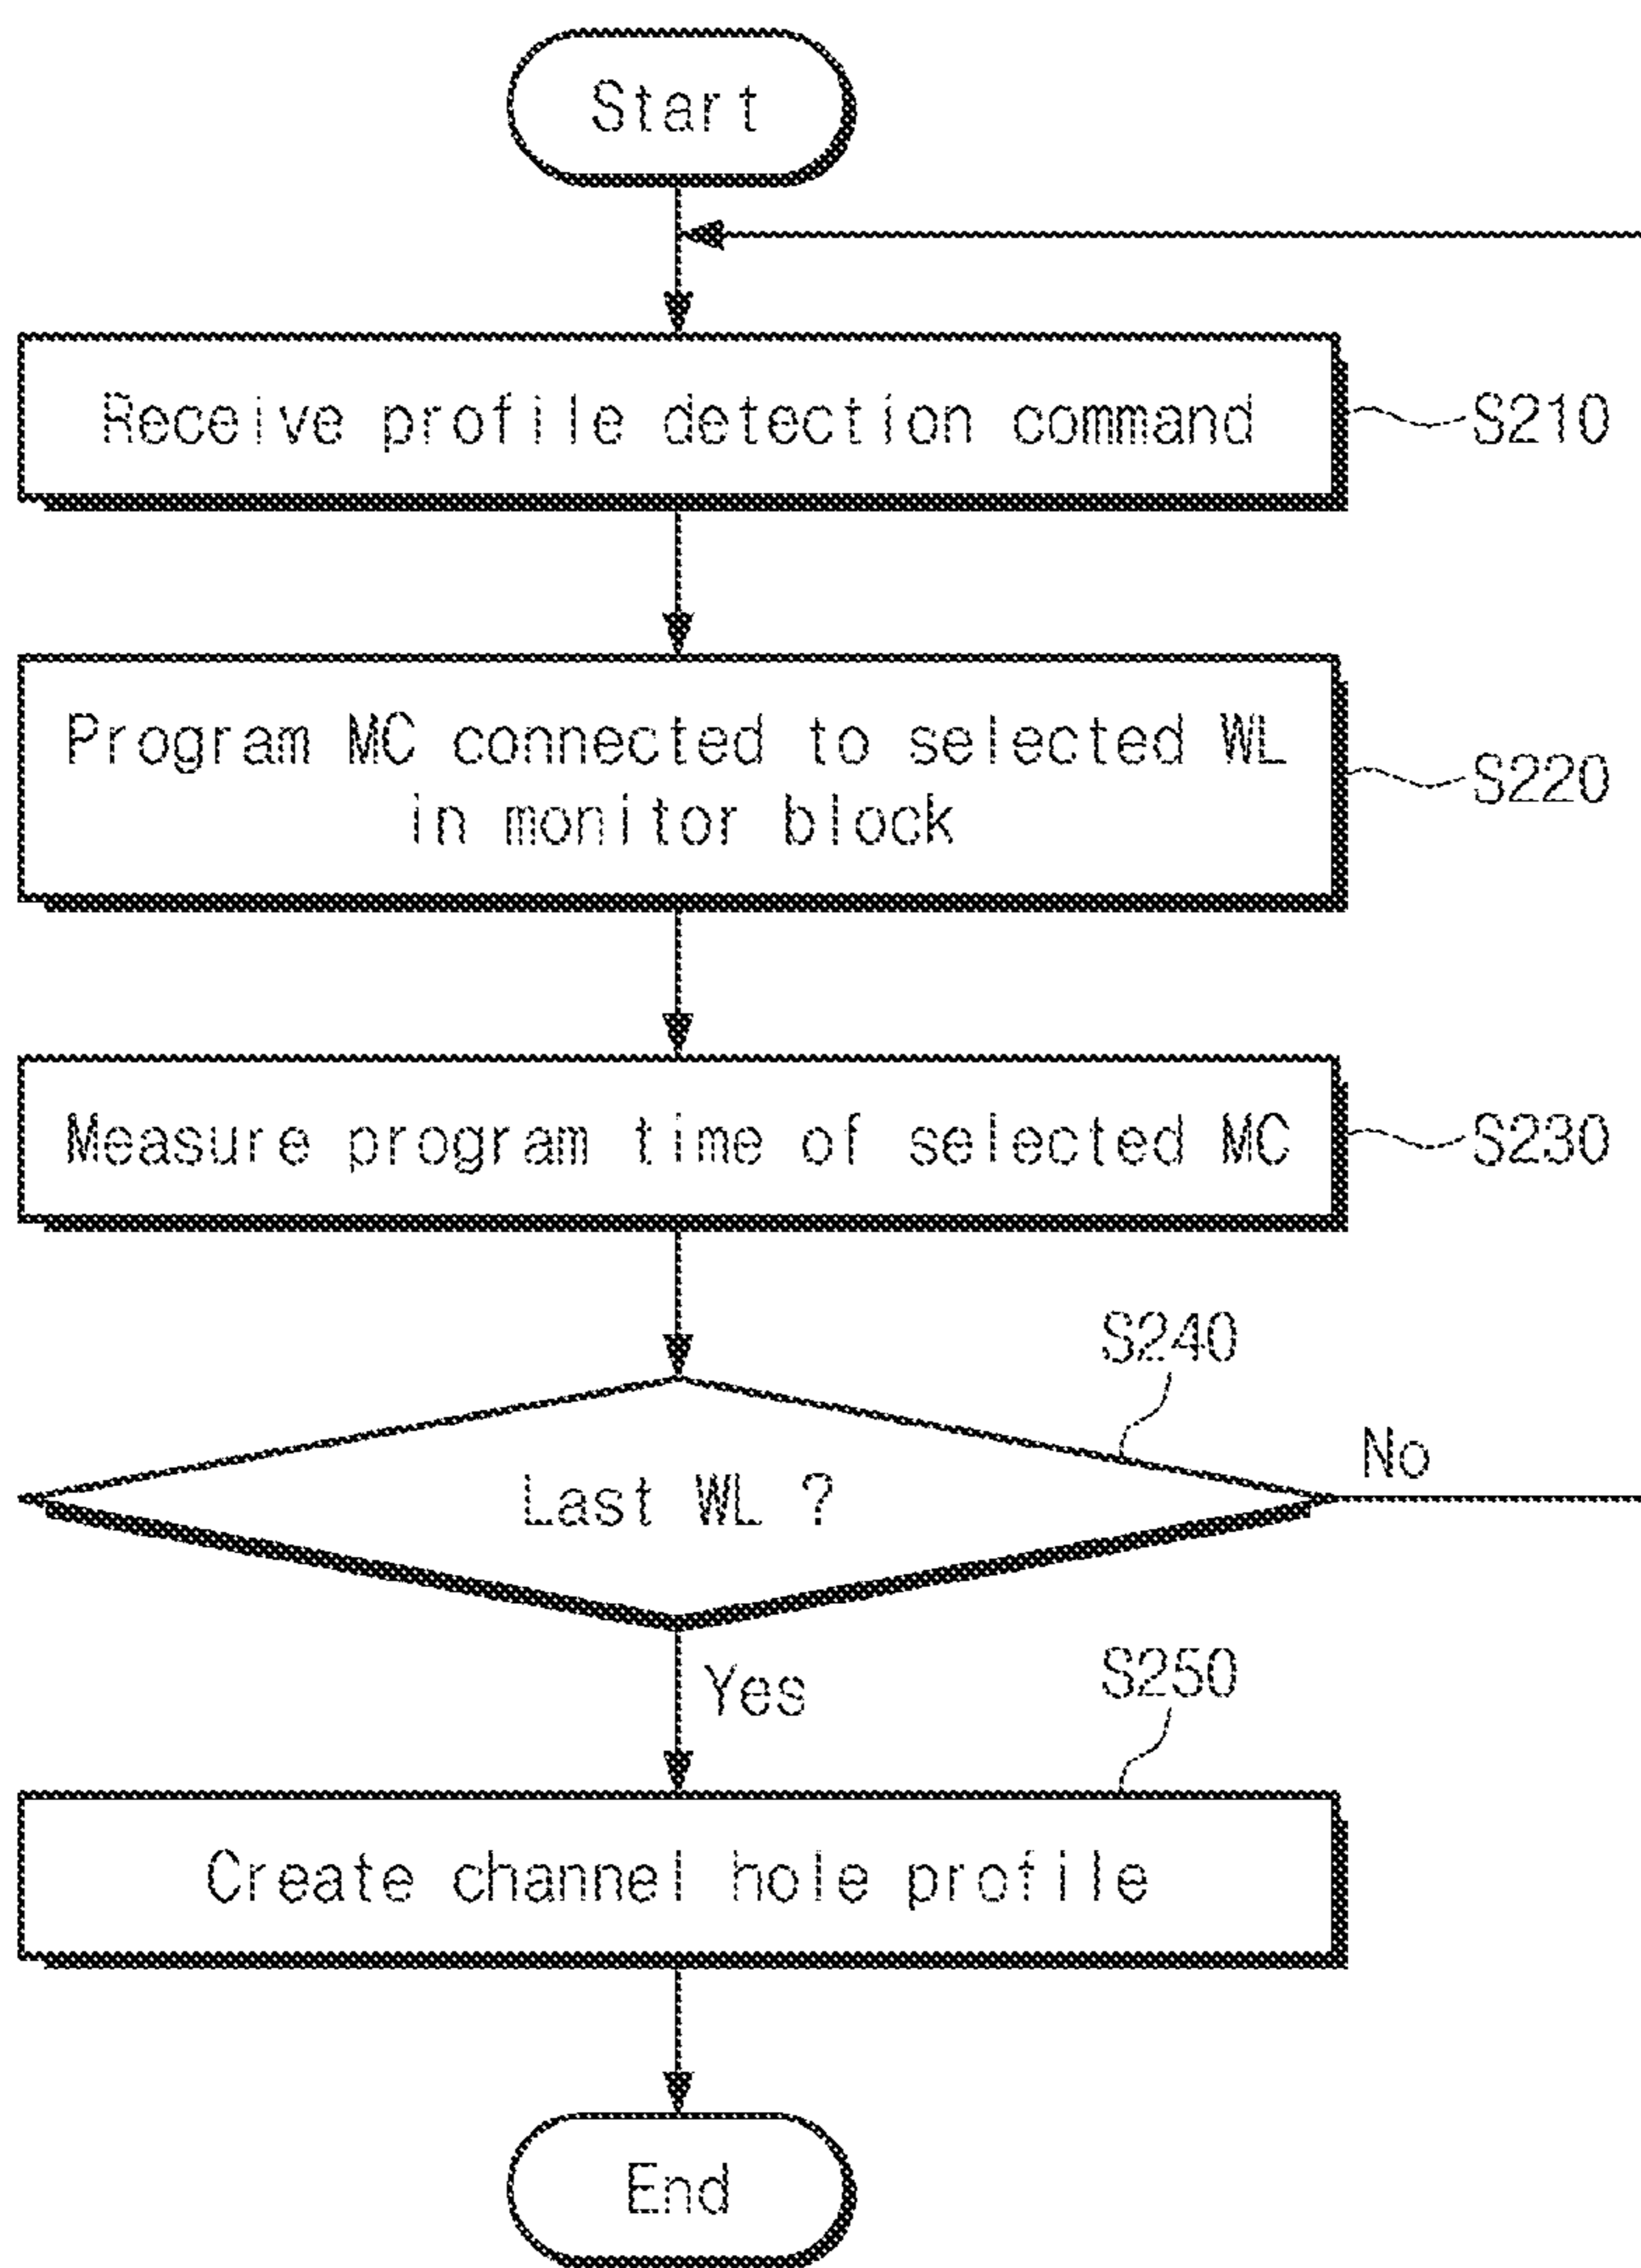 Start
Receive profile detection command
S210
Program MC connected to selected WL
in monitor block
S220
Measure program time of selected MC
S230
S240
Last WL ?
No
Yes
S250
Create channel hole profile
End